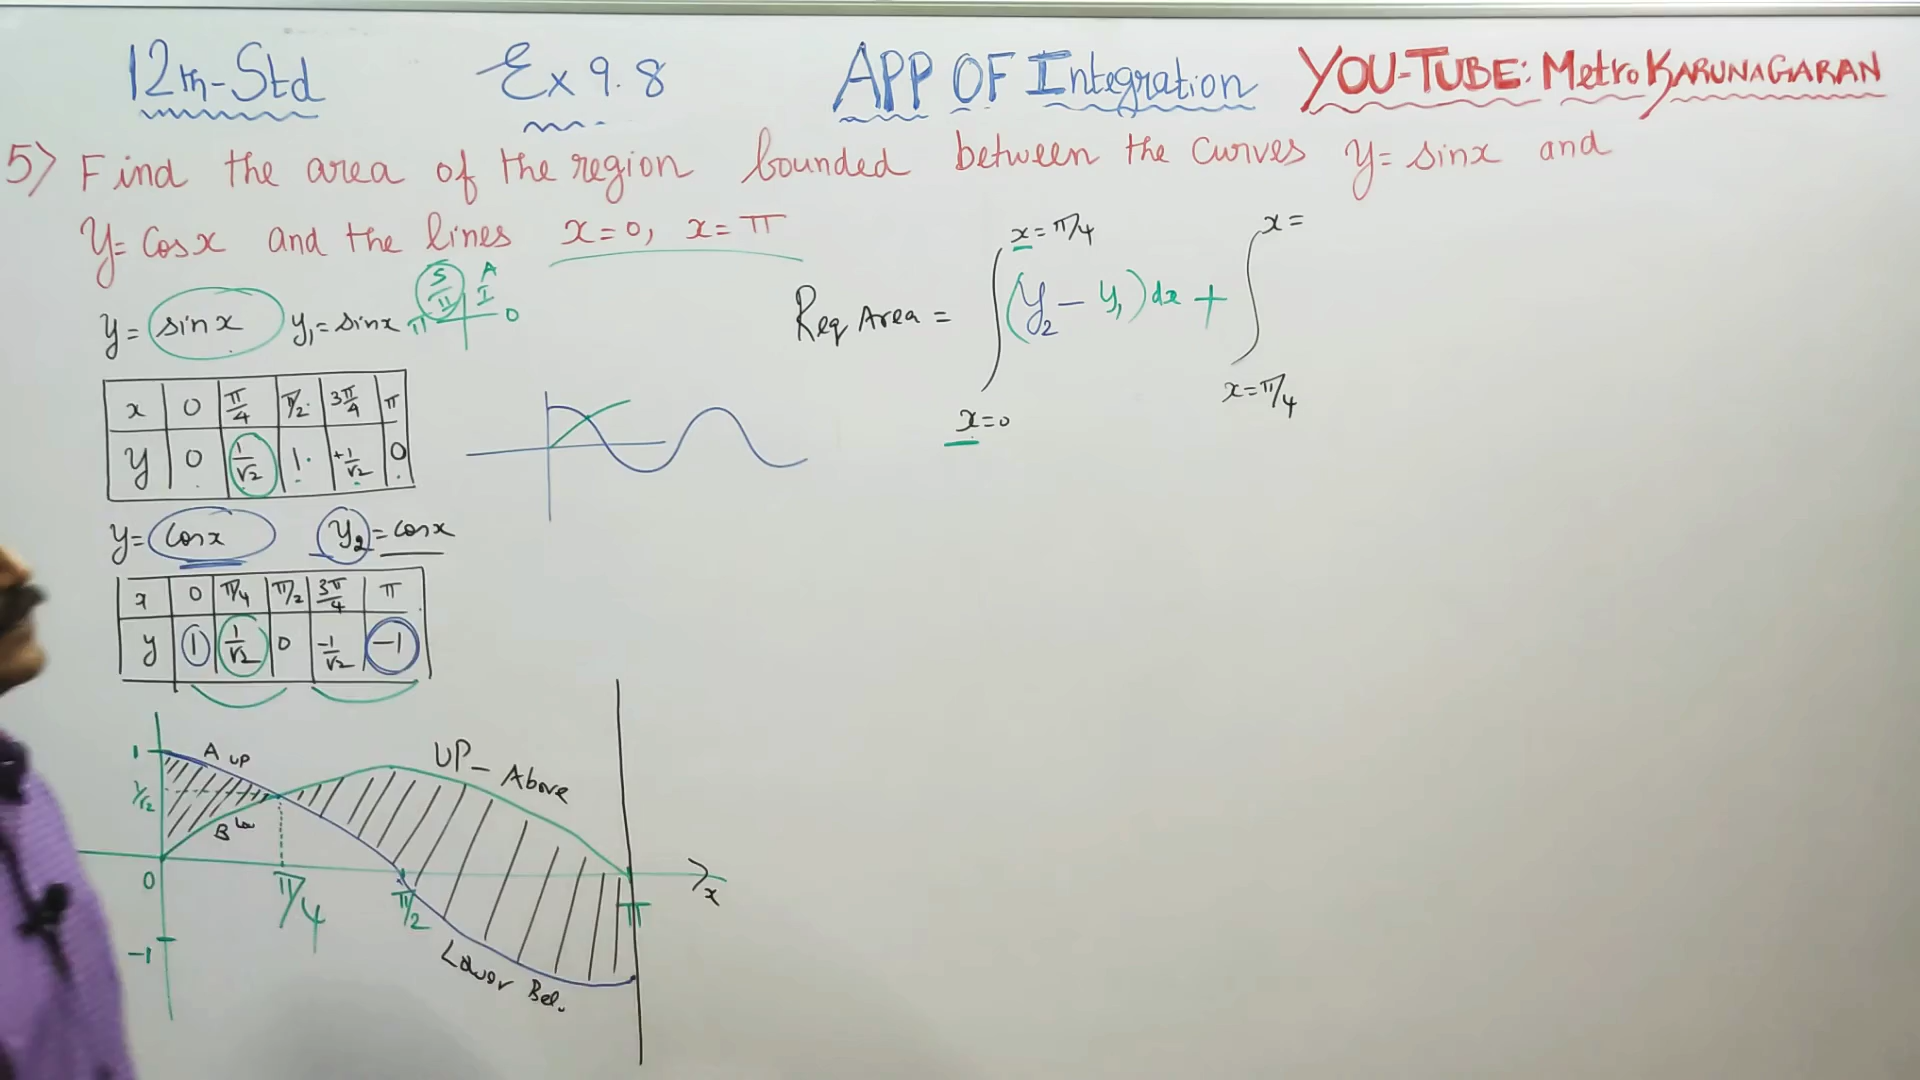 12th-Std Ex 9.8 APP OF Integration YOU-TUBE: Metro KARUNAGARAN
5) Find the area of the region bounded between the curves y = sinx and
y = cosx and the lines x=0, x=π
y = sinx y₁ = sinx
S A
II I
π 0
x 0 π/4 π/2 3π/4 π
y 0 1/√2 1 +1/√2 0
y = cosx y₂ = cosx
x 0 π/4 π/2 3π/4 π
y 1 1/√2 0 -1/√2 -1
Req Area = ∫ x=0 x=π/4 (y₂ - y₁) dx + ∫ x=π/4 x=
1
1/√2
0
-1
A UP
B
UP - Above
Lower Bel.
π/4
π/2
π
x